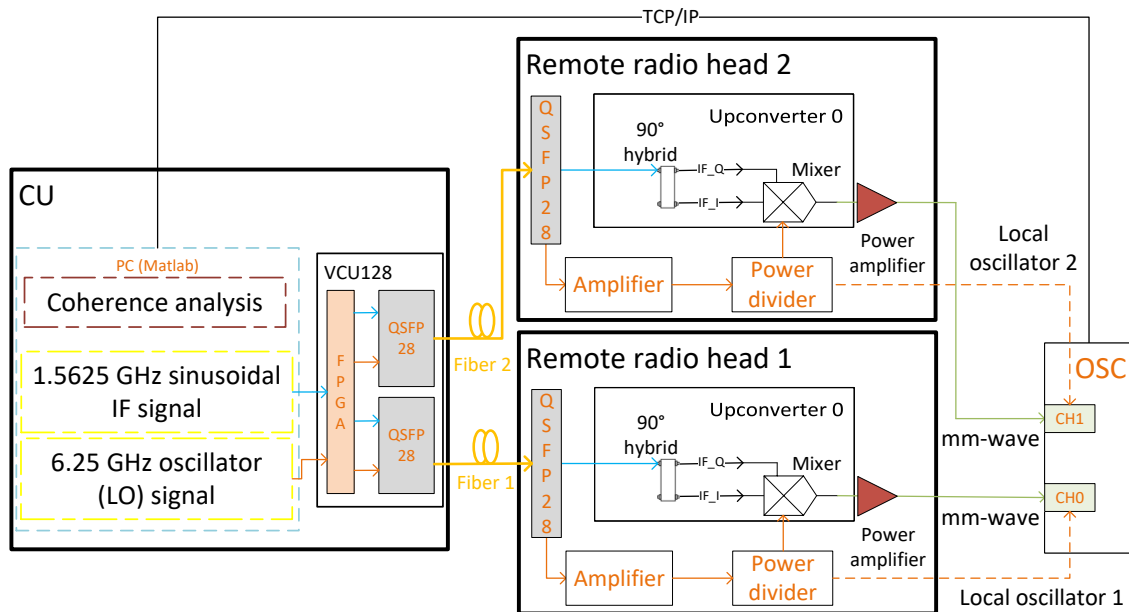 TCP/IP
Remote radio head 2
Q
S
F
P
2
8
Upconverter 0
90°
hybrid
IF_Q
IF_I
Mixer
Power
amplifier
Amplifier
Power
divider
Local
oscillator 2
CU
PC (Matlab)
Coherence analysis
1.5625 GHz sinusoidal
IF signal
6.25 GHz oscillator
(LO) signal
VCU128
F
P
G
A
QSFP
28
QSFP
28
Fiber 2
Fiber 1
Remote radio head 1
Q
S
F
P
2
8
Upconverter 0
90°
hybrid
IF_Q
IF_I
Mixer
Power
amplifier
Amplifier
Power
divider
Local oscillator 1
OSC
CH1
mm-wave
CH0
mm-wave